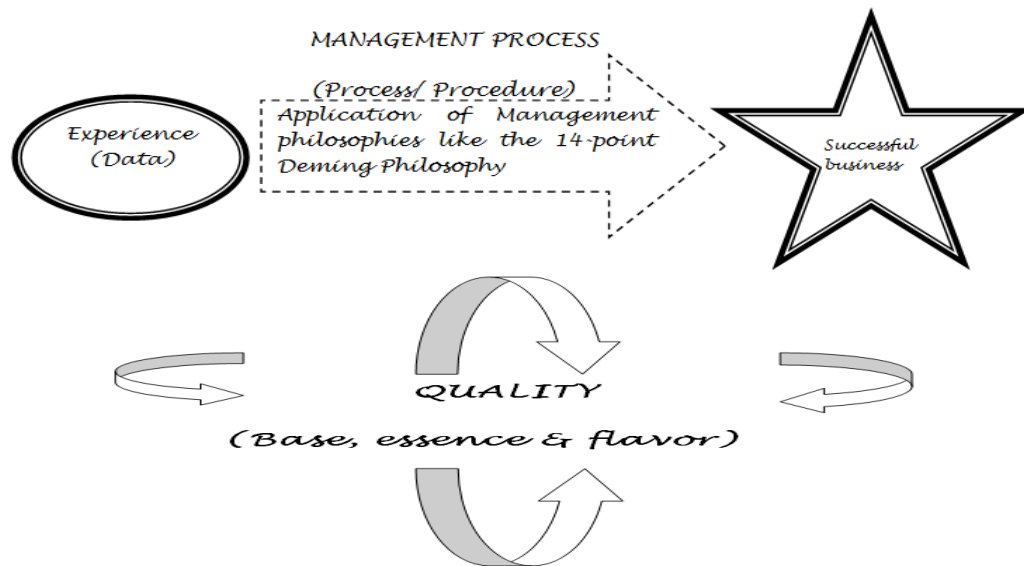 MANAGEMENT PROCESS
(Process/ Procedure)
Experience
(Data)
Application of Management
philosophies like the 14-point
Deming Philosophy
Successful
business
QUALITY
(Base, essence & flavor)